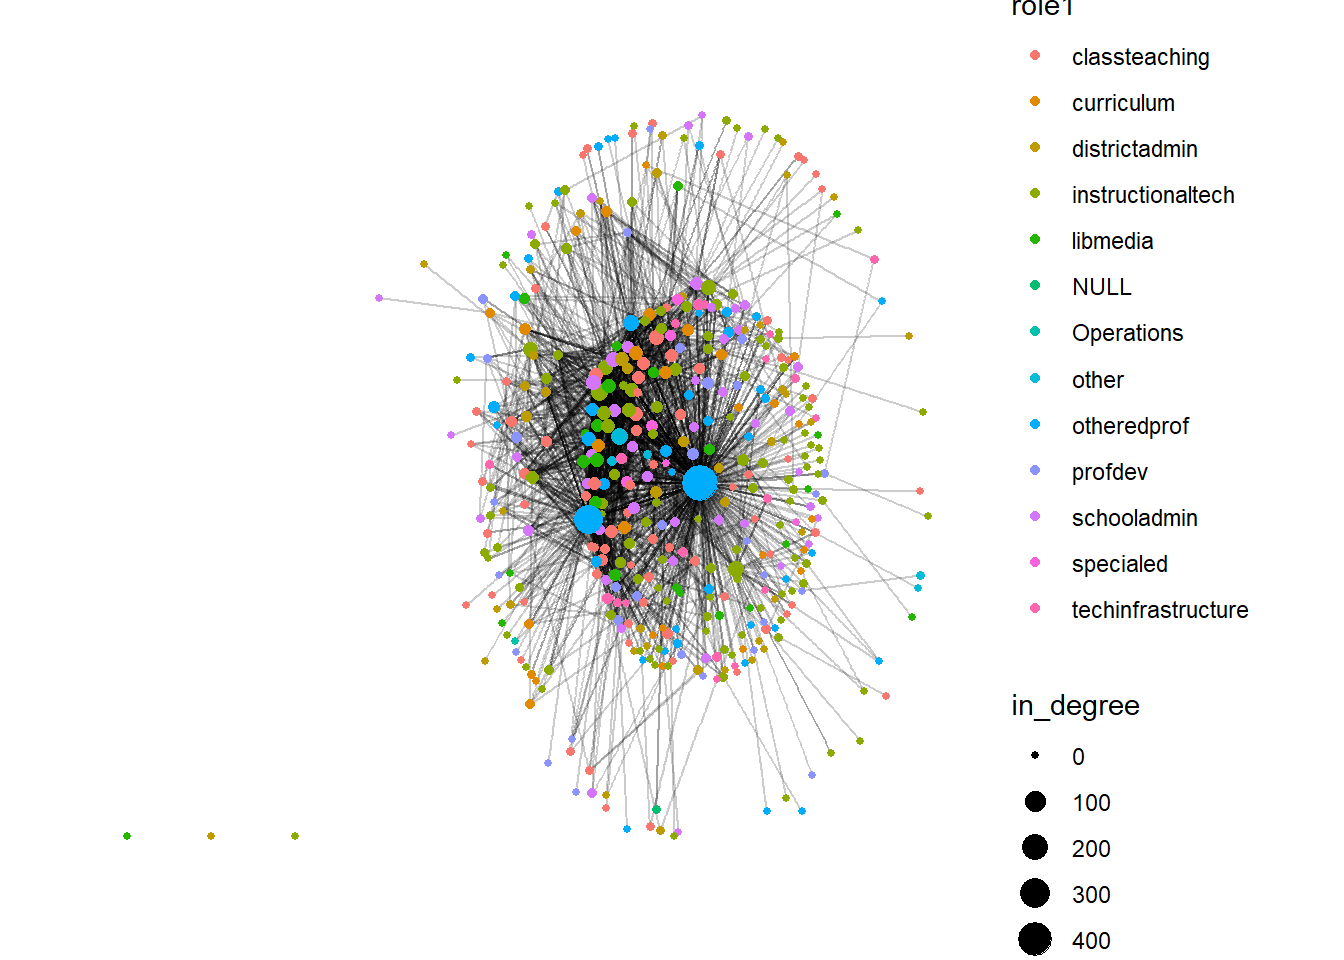 role1
classteaching
curriculum
districtadmin
instructionaltech
libmedia
NULL
Operations
other
otheredprof
profdev
schooladmin
specialed
techinfrastructure
in_degree
0
100
200
300
400